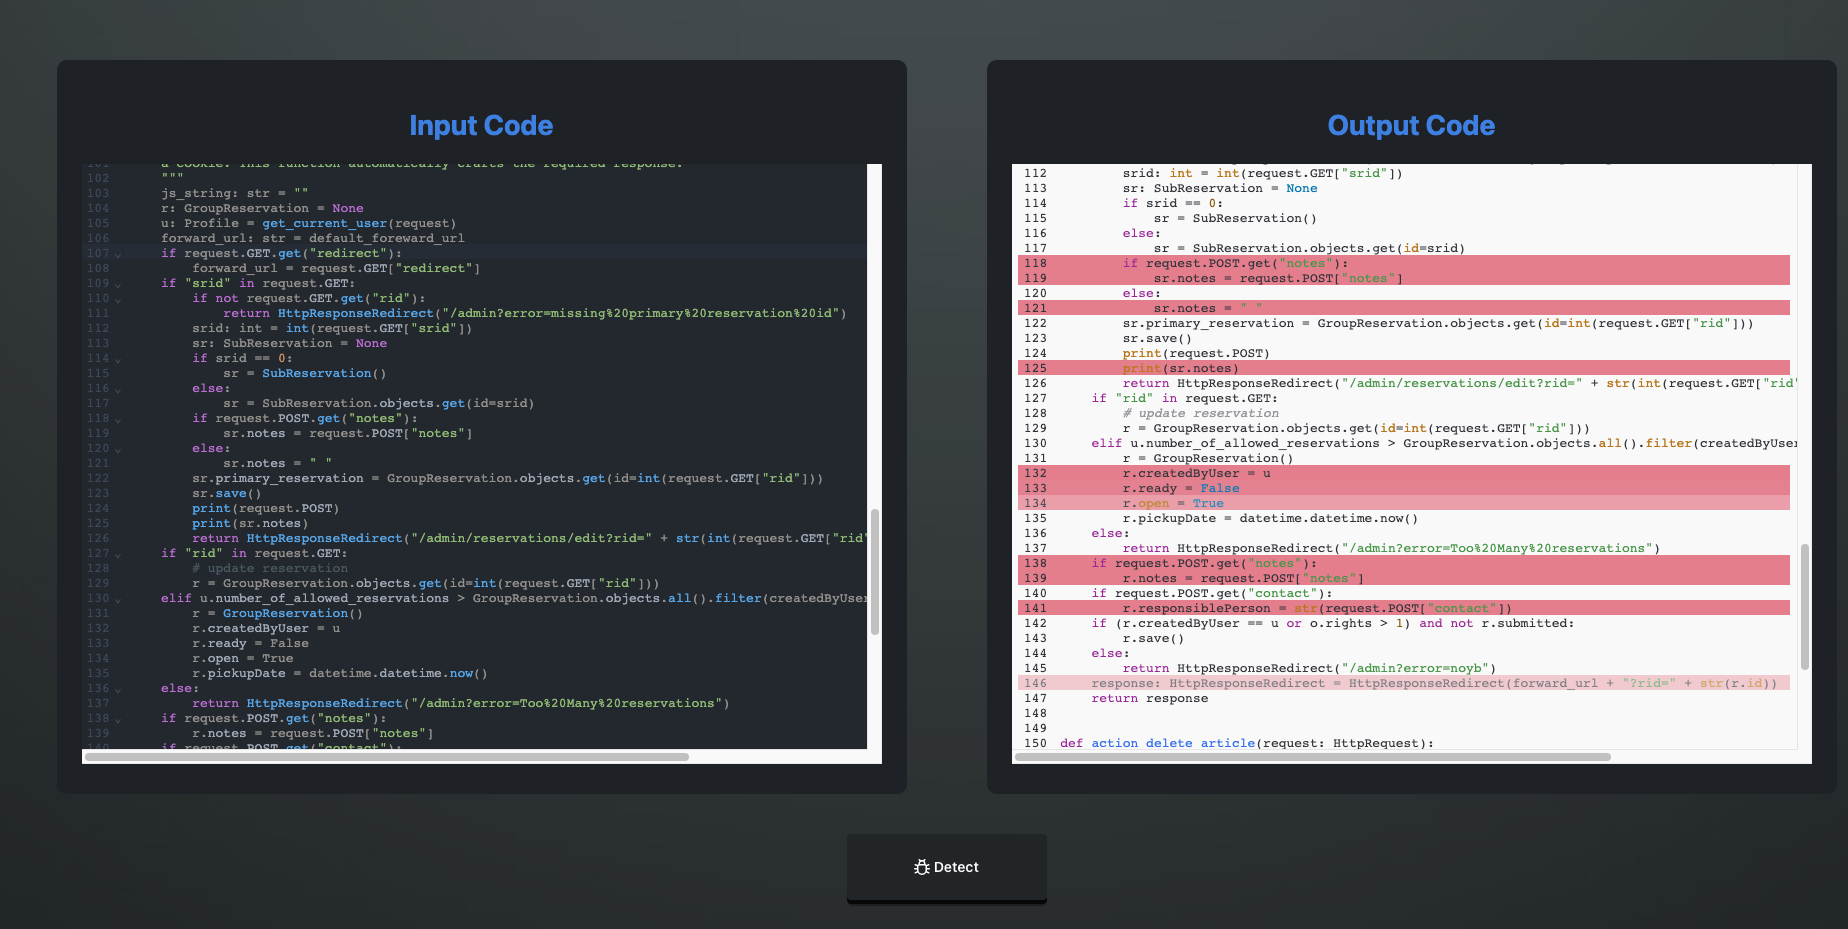 Input Code
101 a cookie. This function automatically crafts the required response.
102 """
103 js_string: str = ""
104 r: GroupReservation = None
105 u: Profile = get_current_user(request)
106 forward_url: str = default_foreward_url
107 if request.GET.get("redirect"):
108 forward_url = request.GET["redirect"]
109 if "srid" in request.GET:
110 if not request.GET.get("rid"):
111 return HttpResponseRedirect("/admin?error=missing%20primary%20reservation%20id")
112 srid: int = int(request.GET["srid"])
113 sr: SubReservation = None
114 if srid == 0:
115 sr = SubReservation()
116 else:
117 sr = SubReservation.objects.get(id=srid)
118 if request.POST.get("notes"):
119 sr.notes = request.POST["notes"]
120 else:
121 sr.notes = " "
122 sr.primary_reservation = GroupReservation.objects.get(id=int(request.GET["rid"]))
123 sr.save()
124 print(request.POST)
125 print(sr.notes)
126 return HttpResponseRedirect("/admin/reservations/edit?rid=" + str(int(request.GET["rid"
127 if "rid" in request.GET:
128 # update reservation
129 r = GroupReservation.objects.get(id=int(request.GET["rid"]))
130 elif u.number_of_allowed_reservations > GroupReservation.objects.all().filter(createdByUser
131 r = GroupReservation()
132 r.createdByUser = u
133 r.ready = False
134 r.open = True
135 r.pickupDate = datetime.datetime.now()
136 else:
137 return HttpResponseRedirect("/admin?error=Too%20Many%20reservations")
138 if request.POST.get("notes"):
139 r.notes = request.POST["notes"]
140 if request.POST.get("contact"):
Output Code
112 srid: int = int(request.GET["srid"])
113 sr: SubReservation = None
114 if srid == 0:
115 sr = SubReservation()
116 else:
117 sr = SubReservation.objects.get(id=srid)
118 if request.POST.get("notes"):
119 sr.notes = request.POST["notes"]
120 else:
121 sr.notes = " "
122 sr.primary_reservation = GroupReservation.objects.get(id=int(request.GET["rid"]))
123 sr.save()
124 print(request.POST)
125 print(sr.notes)
126 return HttpResponseRedirect("/admin/reservations/edit?rid=" + str(int(request.GET["rid"
127 if "rid" in request.GET:
128 # update reservation
129 r = GroupReservation.objects.get(id=int(request.GET["rid"]))
130 elif u.number_of_allowed_reservations > GroupReservation.objects.all().filter(createdByUser
131 r = GroupReservation()
132 r.createdByUser = u
133 r.ready = False
134 r.open = True
135 r.pickupDate = datetime.datetime.now()
136 else:
137 return HttpResponseRedirect("/admin?error=Too%20Many%20reservations")
138 if request.POST.get("notes"):
139 r.notes = request.POST["notes"]
140 if request.POST.get("contact"):
141 r.responsiblePerson = str(request.POST["contact"])
142 if (r.createdByUser == u or o.rights > 1) and not r.submitted:
143 r.save()
144 else:
145 return HttpResponseRedirect("/admin?error=noyb")
146 response: HttpResponseRedirect = HttpResponseRedirect(forward_url + "?rid=" + str(r.id))
147 return response
148
149
150 def action_delete_article(request: HttpRequest):
Detect